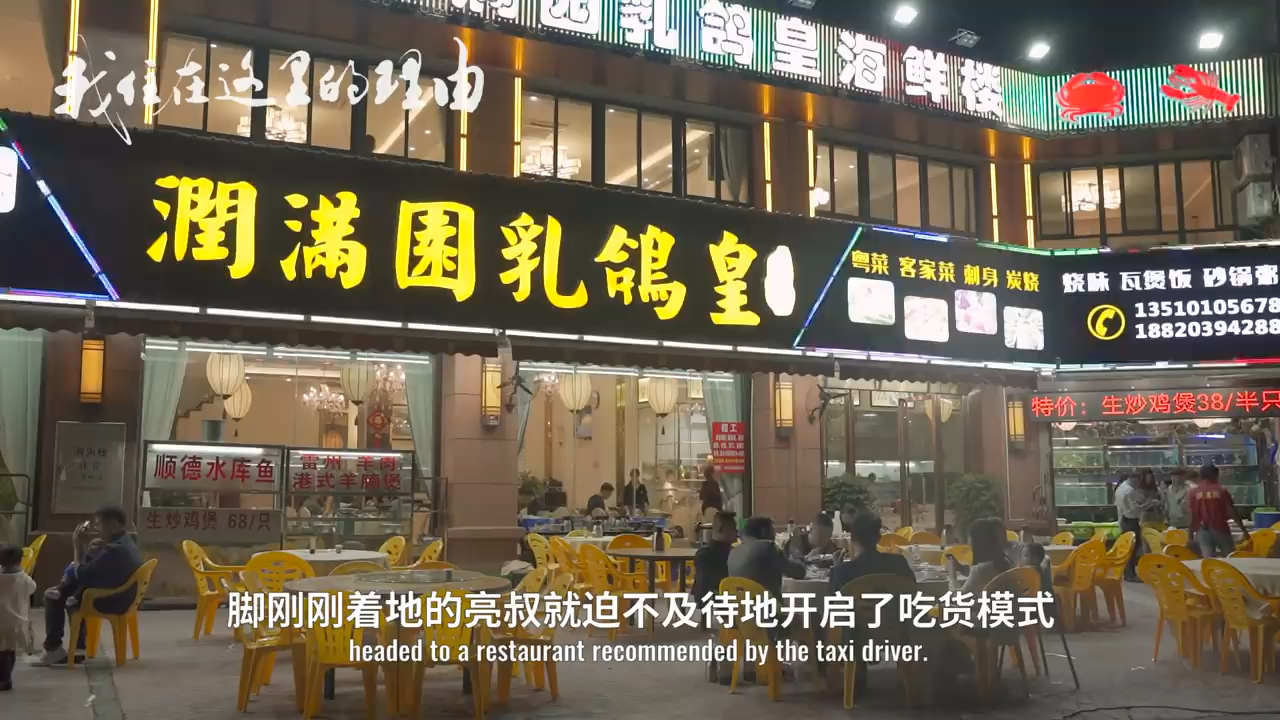 乳鸽皇海鲜楼
我住在这里的理由
潤满園乳鴿皇
粤菜 客家菜 刺身 炭烧
烧味 瓦煲饭 砂锅粥
13510105678
18820394288
特价：生炒鸡煲38/半只
顺德水库鱼
雷州 羊肉
港式羊腩煲
生炒鸡煲 68/只
脚刚刚着地的亮叔就迫不及待地开启了吃货模式
headed to a restaurant recommended by the taxi driver.